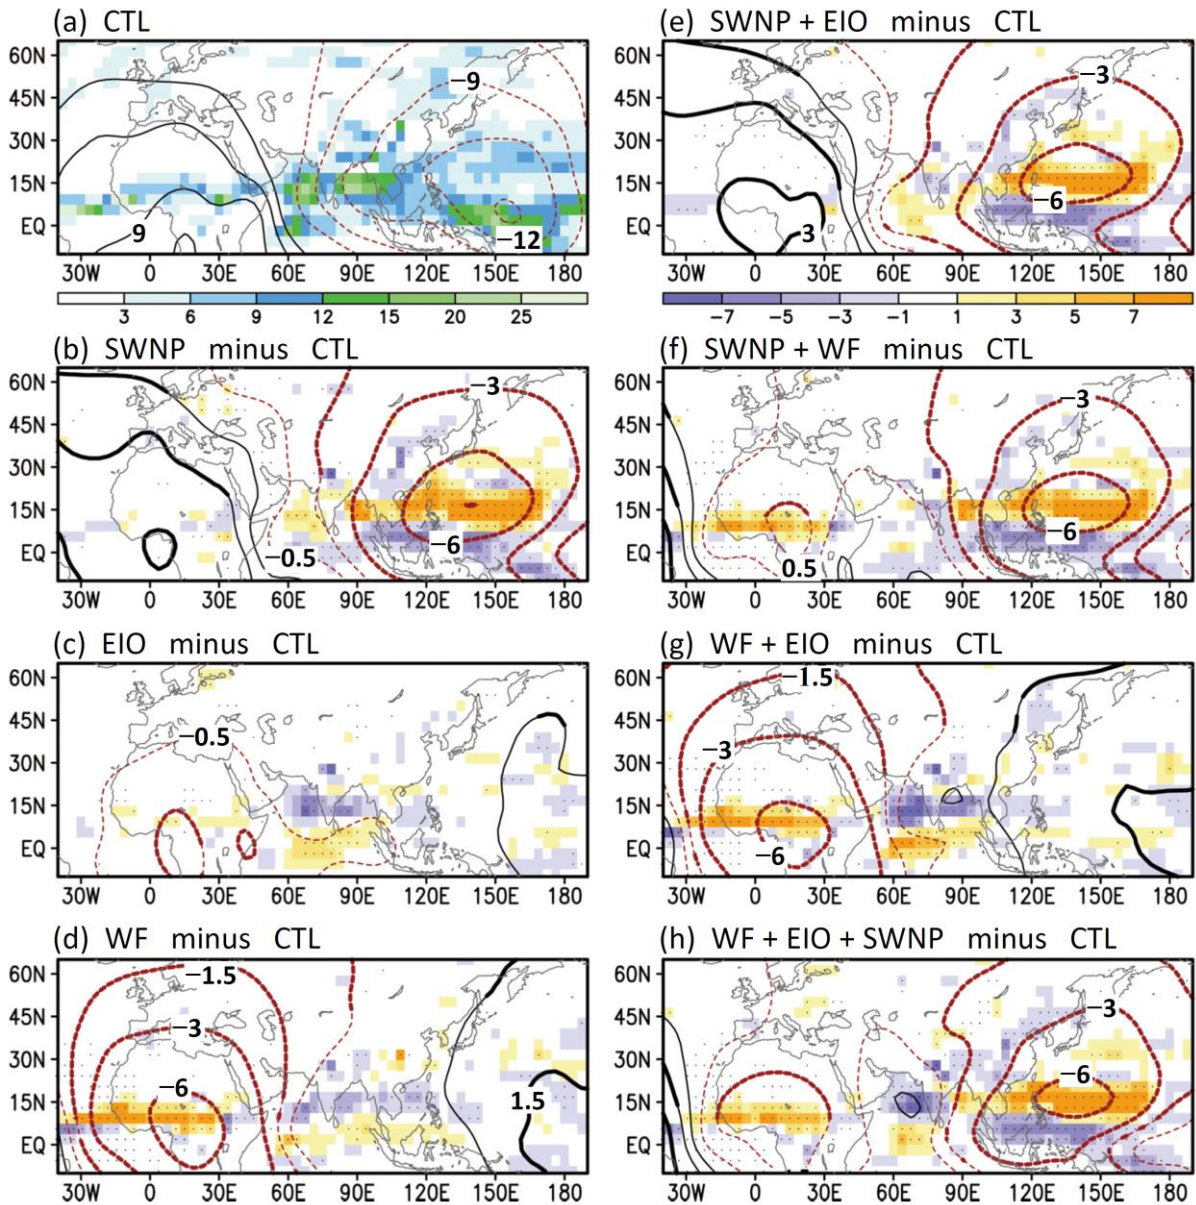 (a) CTL
60N
45N
30N
15N
EQ
−9
9
−12
30W 0 30E 60E 90E 120E 150E 180
3 6 9 12 15 20 25
(b) SWNP minus CTL
60N
45N
30N
15N
EQ
−3
−6
−0.5
30W 0 30E 60E 90E 120E 150E 180
(c) EIO minus CTL
60N
45N
30N
15N
EQ
−0.5
30W 0 30E 60E 90E 120E 150E 180
(d) WF minus CTL
60N
45N
30N
15N
EQ
−1.5
−3
−6
1.5
30W 0 30E 60E 90E 120E 150E 180
(e) SWNP + EIO minus CTL
60N
45N
30N
15N
EQ
−3
−6
3
30W 0 30E 60E 90E 120E 150E 180
−7 −5 −3 −1 1 3 5 7
(f) SWNP + WF minus CTL
60N
45N
30N
15N
EQ
−3
−6
0.5
30W 0 30E 60E 90E 120E 150E 180
(g) WF + EIO minus CTL
60N
45N
30N
15N
EQ
−1.5
−3
−6
30W 0 30E 60E 90E 120E 150E 180
(h) WF + EIO + SWNP minus CTL
60N
45N
30N
15N
EQ
−3
−6
30W 0 30E 60E 90E 120E 150E 180